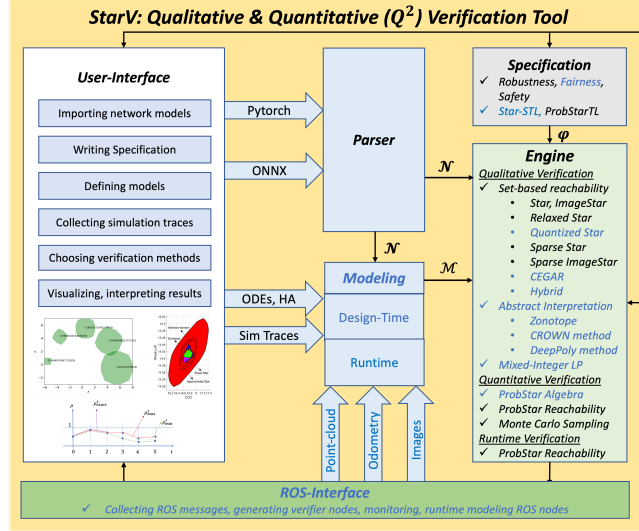 StarV: Qualitative & Quantitative (Q²) Verification Tool
User-Interface
Importing network models
Writing Specification
Defining models
Collecting simulation traces
Choosing verification methods
Visualizing, interpreting results
Pytorch
ONNX
ODEs, HA
Sim Traces
Parser
𝒩
𝒩
Modeling
Design-Time
Runtime
ℳ
Point-cloud
Odometry
Images
Specification
✓ Robustness, Fairness,
Safety
✓ Star-STL, ProbStarTL
φ
Engine
Qualitative Verification
✓ Set-based reachability
• Star, ImageStar
• Relaxed Star
• Quantized Star
• Sparse Star
• Sparse ImageStar
• CEGAR
• Hybrid
✓ Abstract Interpretation
• Zonotope
• CROWN method
• DeepPoly method
✓ Mixed-Integer LP
Quantitative Verification
✓ ProbStar Algebra
✓ ProbStar Reachability
✓ Monte Carlo Sampling
Runtime Verification
✓ ProbStar Reachability
ROS-Interface
✓ Collecting ROS messages, generating verifier nodes, monitoring, runtime modeling ROS nodes